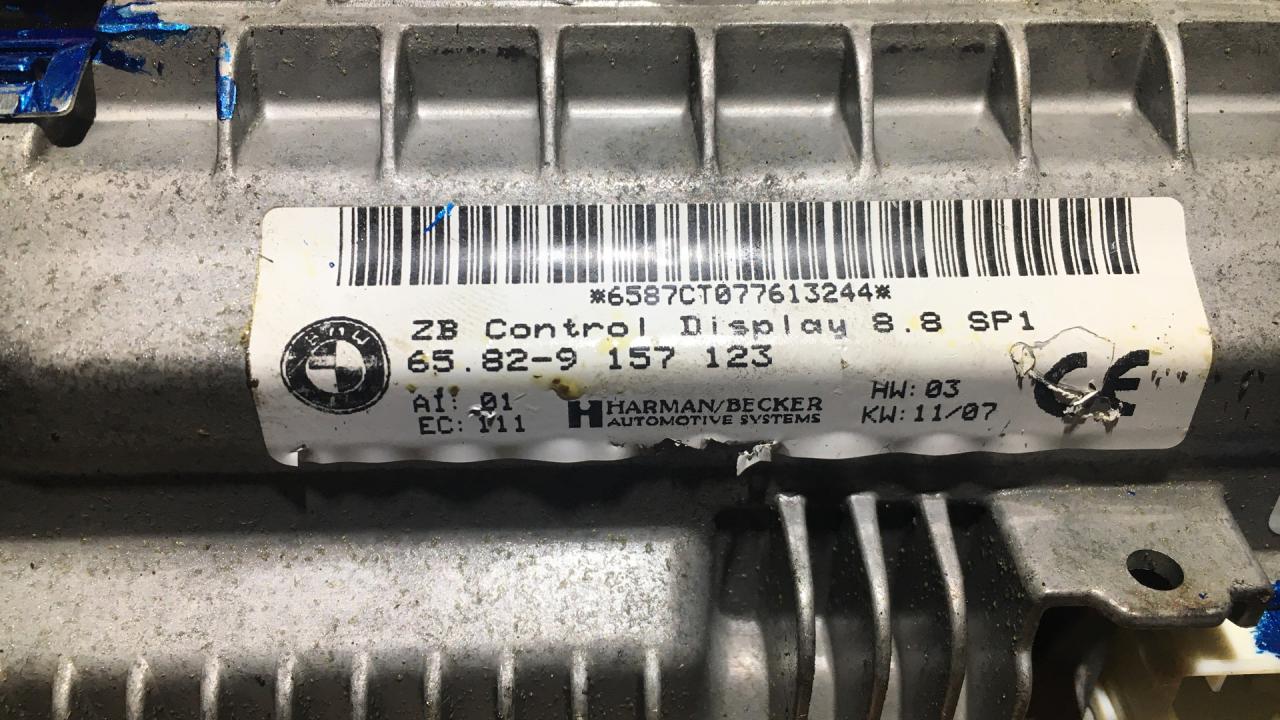 *6587CT077613244*
ZB Control Display 8.8 SP1
65.82-9 157 123
AI: 01
EC: 111
HARMAN/BECKER
AUTOMOTIVE SYSTEMS
HW: 03
KW: 11/07
CE
BMW